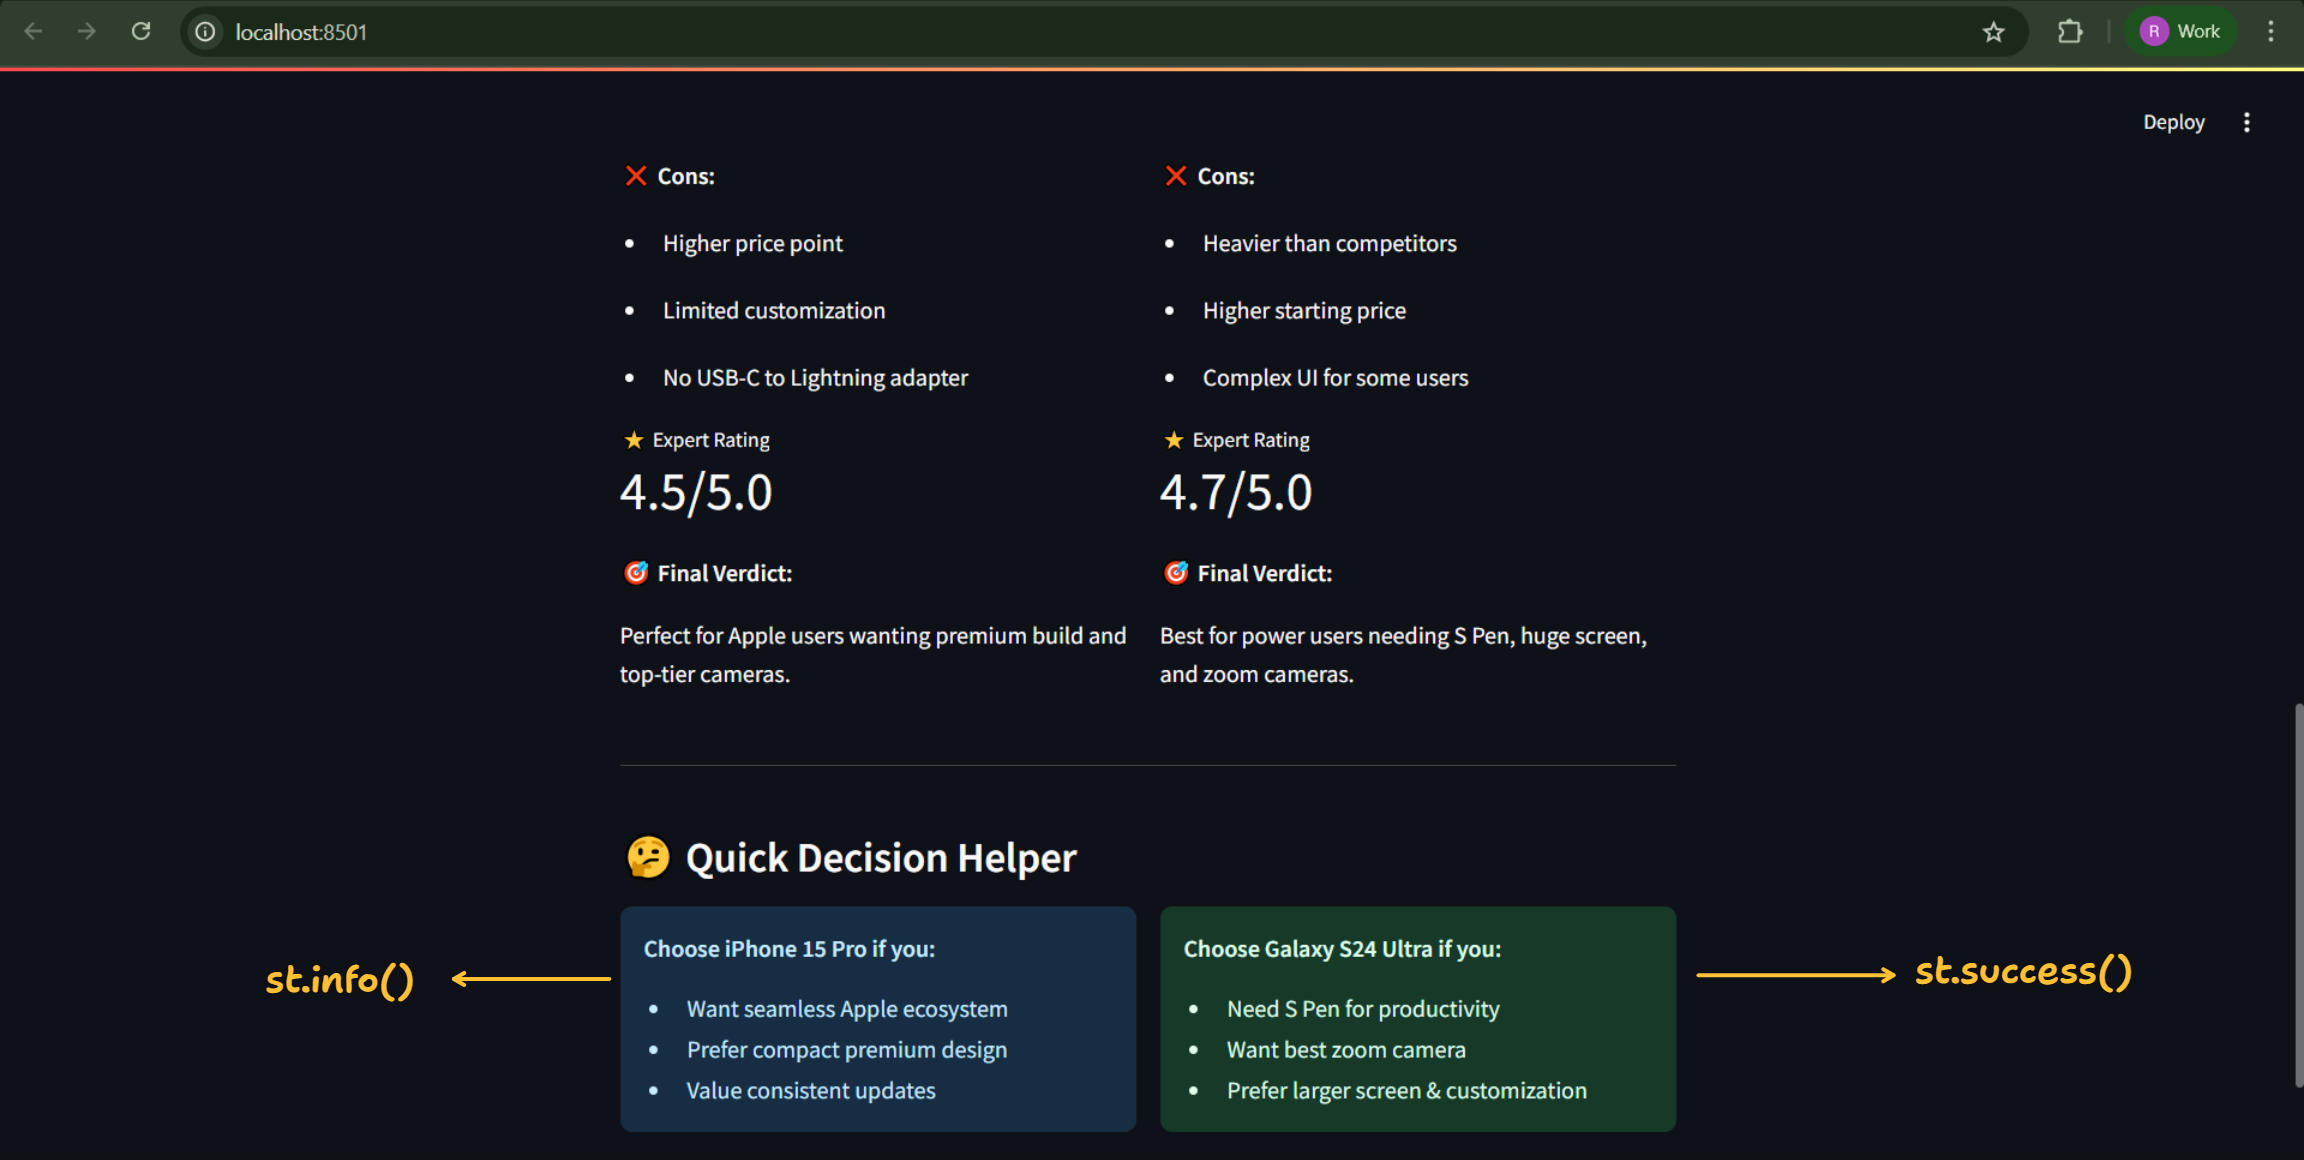 localhost:8501
R Work
Deploy
❌ Cons:
• Higher price point
• Limited customization
• No USB-C to Lightning adapter
⭐ Expert Rating
4.5/5.0
🎯 Final Verdict:
Perfect for Apple users wanting premium build and
top-tier cameras.
❌ Cons:
• Heavier than competitors
• Higher starting price
• Complex UI for some users
⭐ Expert Rating
4.7/5.0
🎯 Final Verdict:
Best for power users needing S Pen, huge screen,
and zoom cameras.
🤔 Quick Decision Helper
st.info()
Choose iPhone 15 Pro if you:
• Want seamless Apple ecosystem
• Prefer compact premium design
• Value consistent updates
Choose Galaxy S24 Ultra if you:
• Need S Pen for productivity
• Want best zoom camera
• Prefer larger screen & customization
st.success()